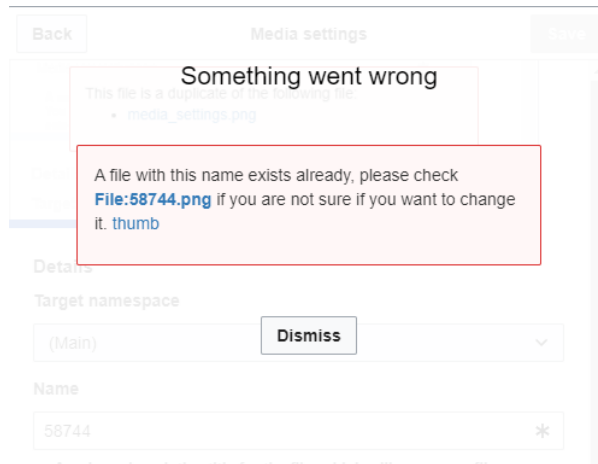 Back Media settings Save
Something went wrong
This file is a duplicate of the following file:
media_settings.png
A file with this name exists already, please check
File:58744.png if you are not sure if you want to change
it. thumb
Details
Target namespace
Dismiss
(Main)
Name
58744 *